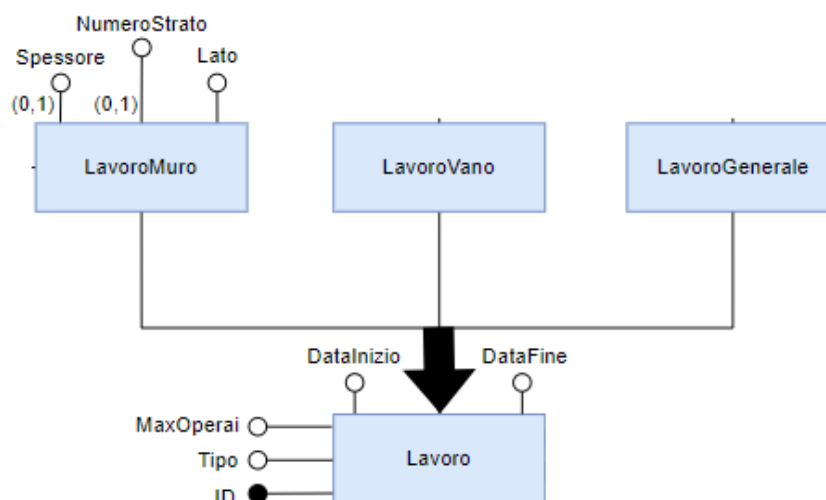 NumeroStrato
Spessore
Lato
(0,1)
(0,1)
LavoroMuro
LavoroVano
LavoroGenerale
DataInizio
DataFine
MaxOperai
Tipo
Lavoro
ID